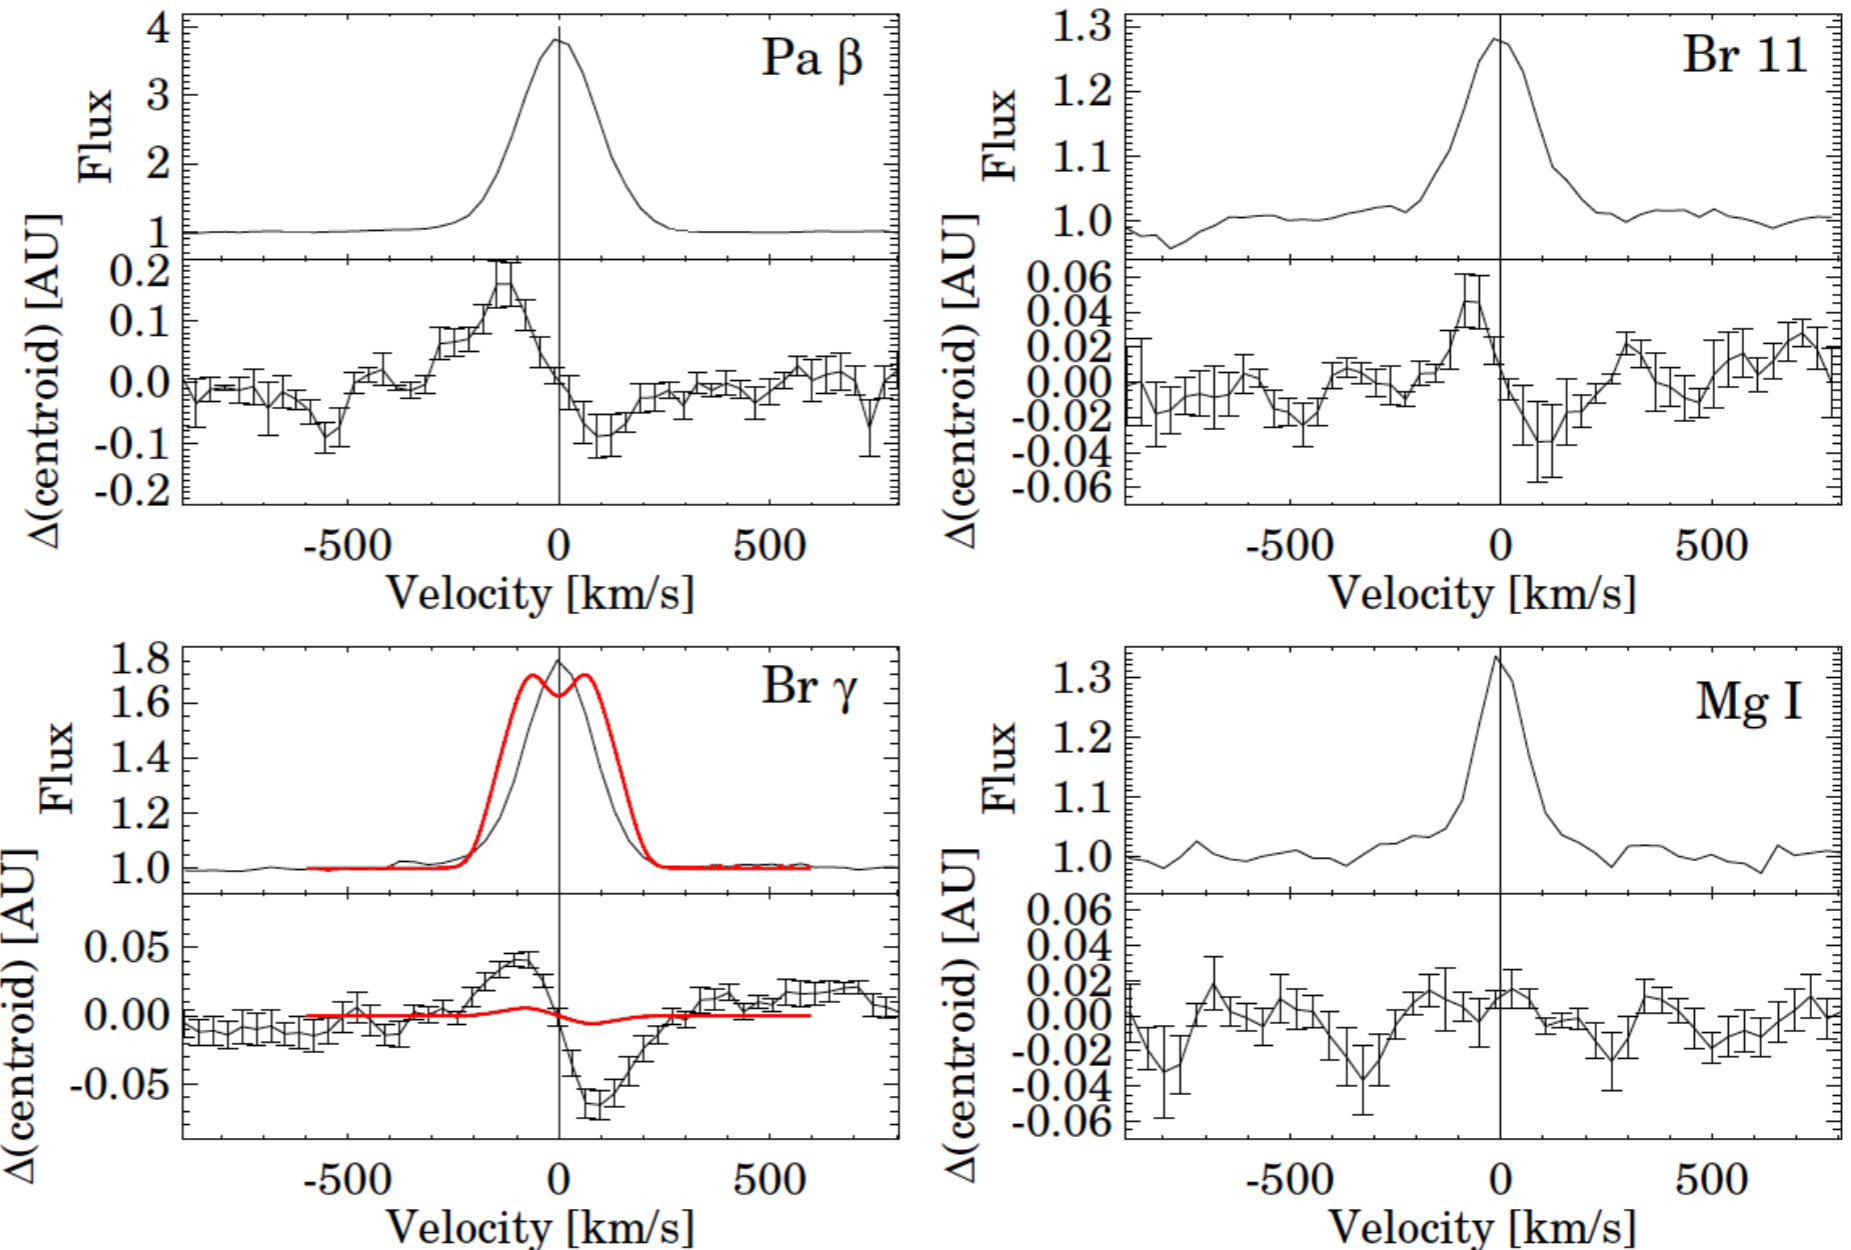 Pa β
Flux
4
3
2
1
Δ(centroid) [AU]
0.2
0.1
0.0
-0.1
-0.2
-500 0 500
Velocity [km/s]
Br 11
Flux
1.3
1.2
1.1
1.0
Δ(centroid) [AU]
0.06
0.04
0.02
0.00
-0.02
-0.04
-0.06
-500 0 500
Velocity [km/s]
Br γ
Flux
1.8
1.6
1.4
1.2
1.0
Δ(centroid) [AU]
0.05
0.00
-0.05
-500 0 500
Velocity [km/s]
Mg I
Flux
1.3
1.2
1.1
1.0
Δ(centroid) [AU]
0.06
0.04
0.02
0.00
-0.02
-0.04
-0.06
-500 0 500
Velocity [km/s]